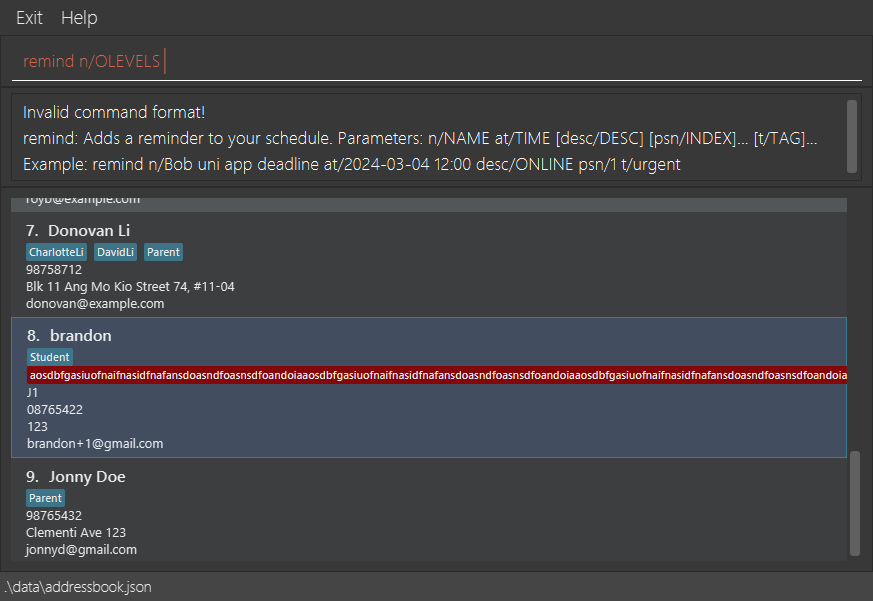 Exit Help
remind n/OLEVELS
Invalid command format!
remind: Adds a reminder to your schedule. Parameters: n/NAME at/TIME [desc/DESC] [psn/INDEX]... [t/TAG]...
Example: remind n/Bob uni app deadline at/2024-03-04 12:00 desc/ONLINE psn/1 t/urgent
royb@example.com
7. Donovan Li
CharlotteLi DavidLi Parent
98758712
Blk 11 Ang Mo Kio Street 74, #11-04
donovan@example.com
8. brandon
Student
aosdbfgasiuofnaifnasidfnafansdoasndfoasnsdfoandoiaaosdbfgasiuofnaifnasidfnafansdoasndfoasnsdfoandoiaaosdbfgasiuofnaifnasidfnafansdoasndfoasnsdfoandoia
J1
08765422
123
brandon+1@gmail.com
9. Jonny Doe
Parent
98765432
Clementi Ave 123
jonnyd@gmail.com
.\data\addressbook.json